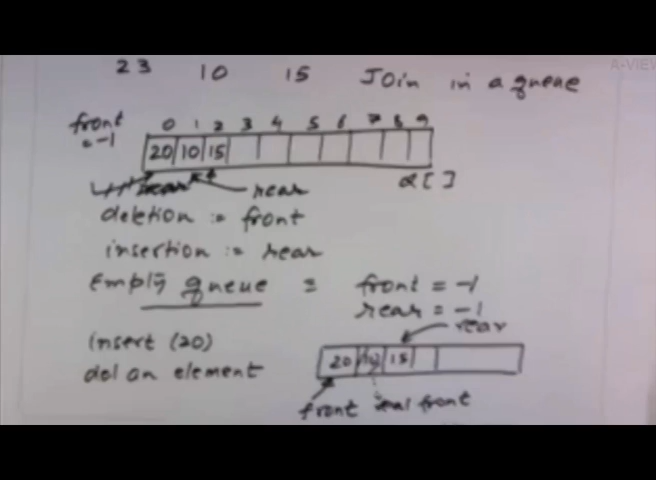 A-VIEW
23 10 15 Join in a queue
front = -1
0 1 2 3 4 5 6 7 8 9
20 10 15
rear
a[ ]
deletion := front
insertion := rear
Empty queue = front = -1
rear = -1
rear
insert (20)
20 10 15
del an element
front front